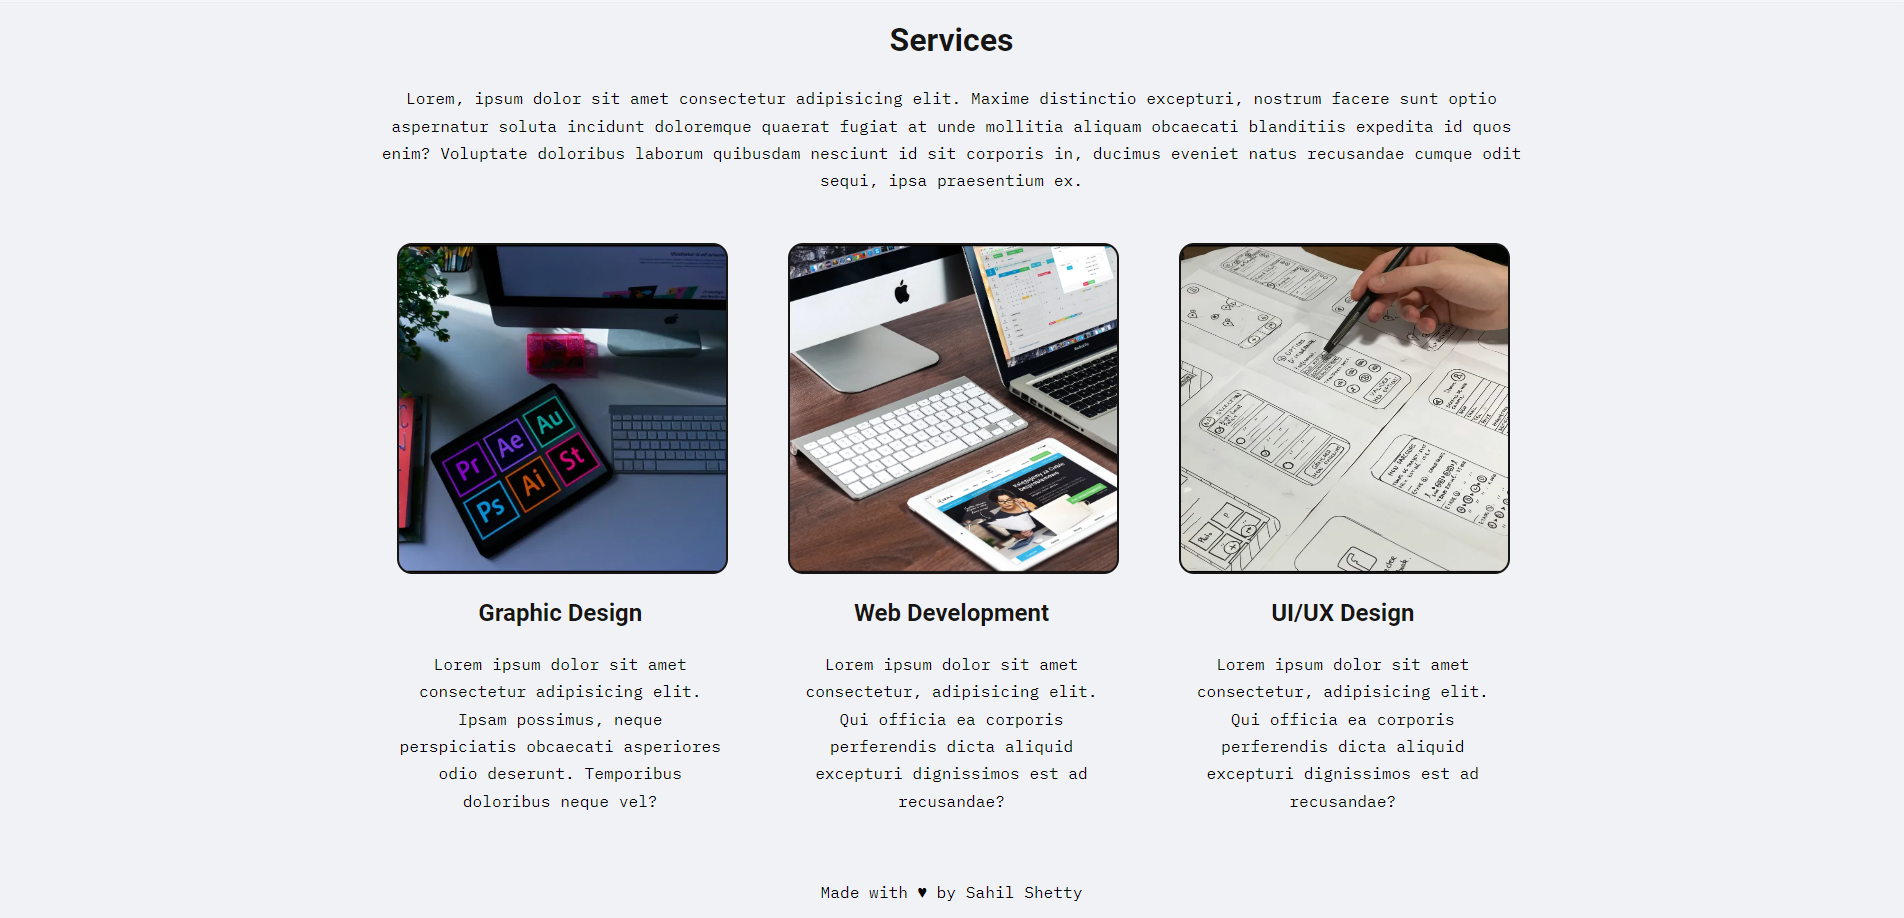 Services
Lorem, ipsum dolor sit amet consectetur adipisicing elit. Maxime distinctio excepturi, nostrum facere sunt optio
aspernatur soluta incidunt doloremque quaerat fugiat at unde mollitia aliquam obcaecati blanditiis expedita id quos
enim? Voluptate doloribus laborum quibusdam nesciunt id sit corporis in, ducimus eveniet natus recusandae cumque odit
sequi, ipsa praesentium ex.
Pr Ae Au
Ps Ai St
Graphic Design
Lorem ipsum dolor sit amet
consectetur adipisicing elit.
Ipsam possimus, neque
perspiciatis obcaecati asperiores
odio deserunt. Temporibus
doloribus neque vel?
Web Development
Lorem ipsum dolor sit amet
consectetur, adipisicing elit.
Qui officia ea corporis
perferendis dicta aliquid
excepturi dignissimos est ad
recusandae?
UI/UX Design
Lorem ipsum dolor sit amet
consectetur, adipisicing elit.
Qui officia ea corporis
perferendis dicta aliquid
excepturi dignissimos est ad
recusandae?
Made with ♥ by Sahil Shetty